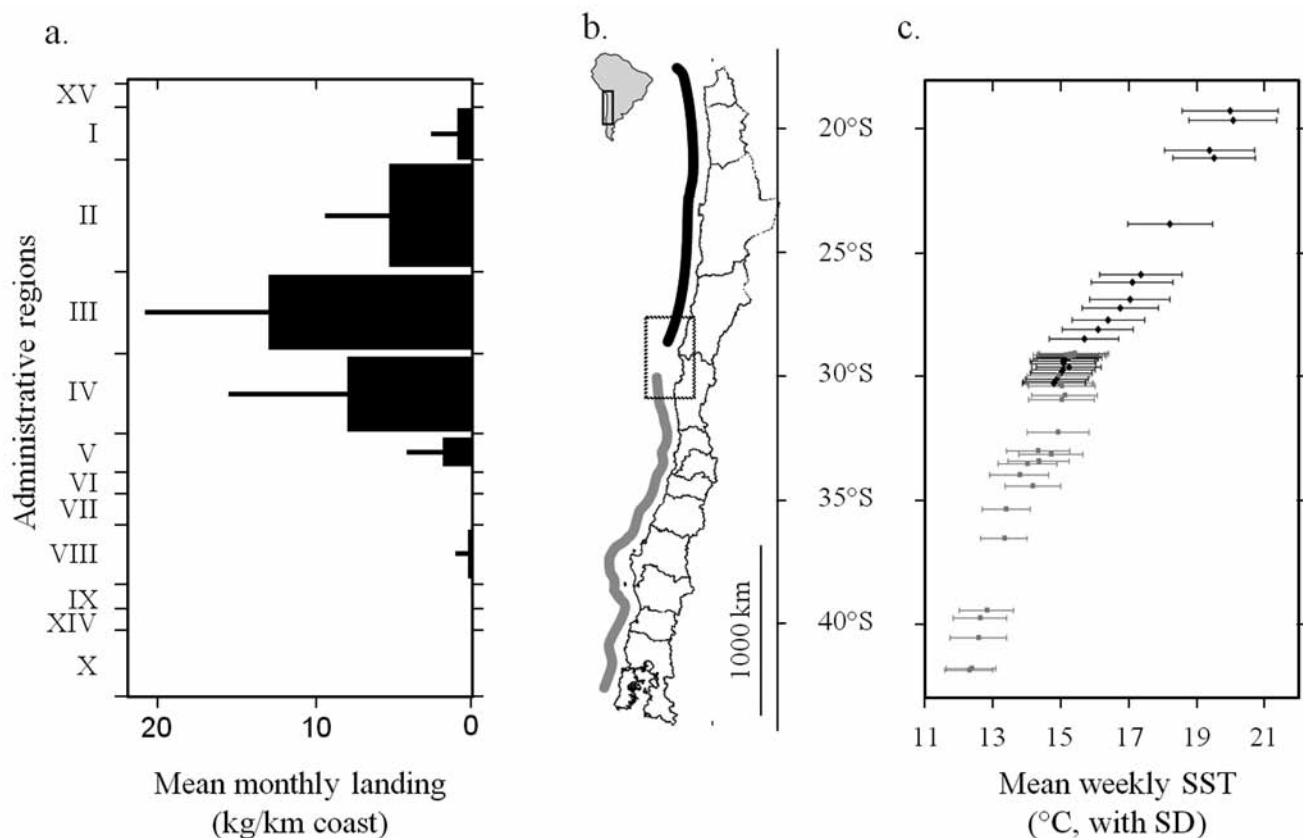 a.
Administrative regions
XV
I
II
III
IV
V
VI
VII
VIII
IX
XIV
X
20
10
0
Mean monthly landing
(kg/km coast)
b.
1000 km
c.
20°S
25°S
30°S
35°S
40°S
11
13
15
17
19
21
Mean weekly SST
(°C, with SD)